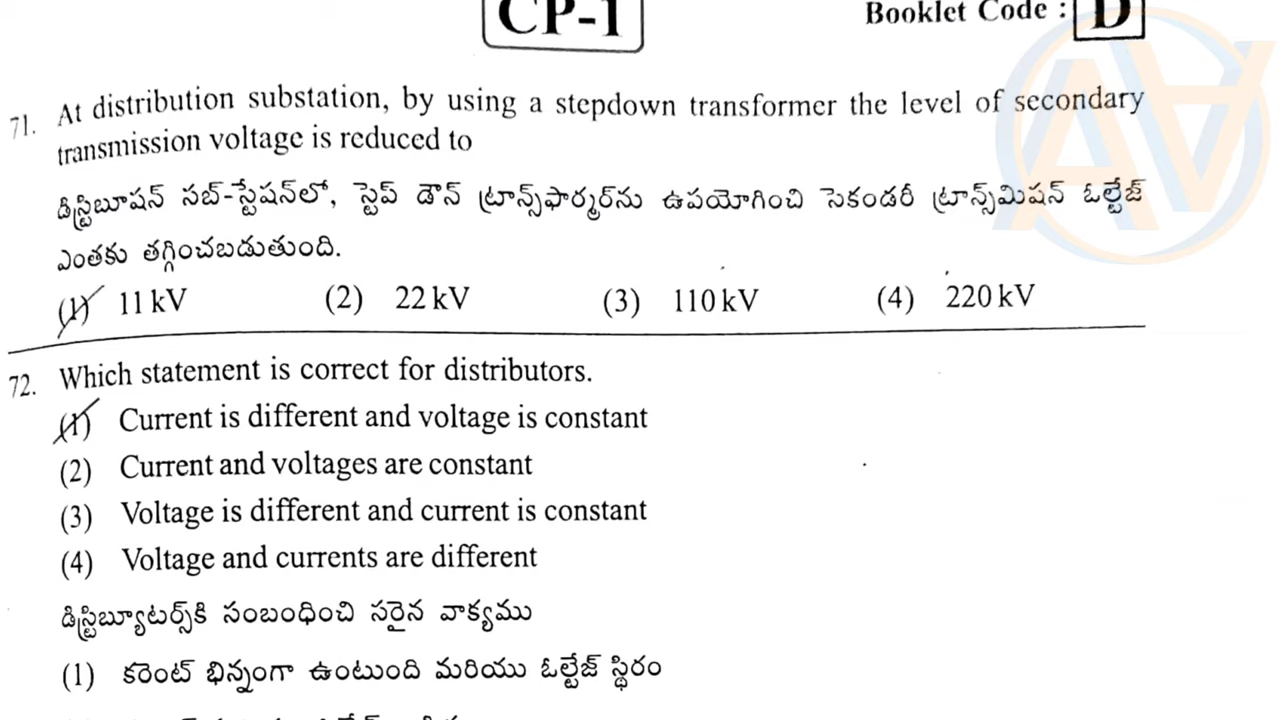 CP-1
Booklet Code : D
71. At distribution substation, by using a stepdown transformer the level of secondary
transmission voltage is reduced to
డిస్ట్రిబూషన్ సబ్-స్టేషన్‌లో, స్టెప్ డౌన్ ట్రాన్స్‌ఫార్మర్‌ను ఉపయోగించి సెకండరీ ట్రాన్స్‌మిషన్ ఓల్టేజ్
ఎంతకు తగ్గించబడుతుంది.
(1) 11 kV (2) 22 kV (3) 110 kV (4) 220 kV
72. Which statement is correct for distributors.
(1) Current is different and voltage is constant
(2) Current and voltages are constant
(3) Voltage is different and current is constant
(4) Voltage and currents are different
డిస్ట్రిబ్యూటర్స్‌కి సంబంధించి సరైన వాక్యము
(1) కరెంట్ భిన్నంగా ఉంటుంది మరియు ఓల్టేజ్ స్థిరం